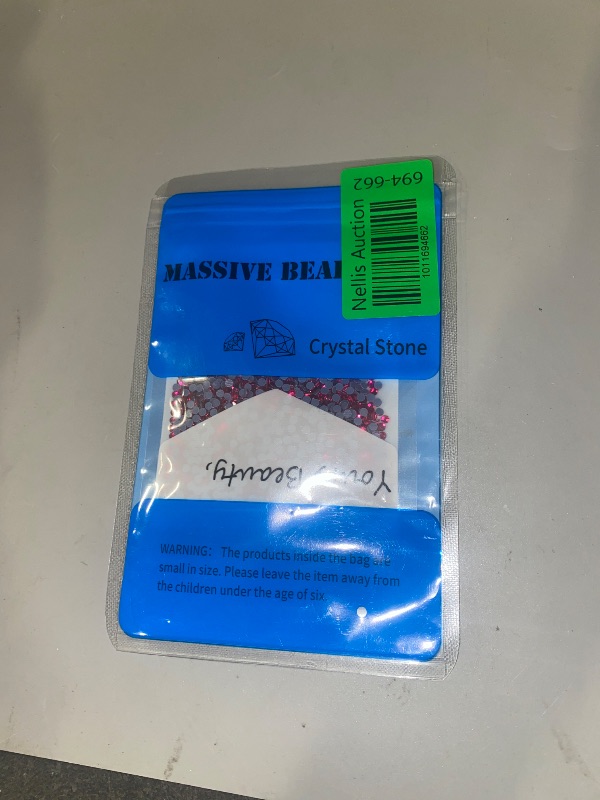 694-662
Nellis Auction
1011694662
MASSIVE BEA
Crystal Stone
Beauty,
WARNING: The products inside the bag are
small in size. Please leave the item away from
the children under the age of six.